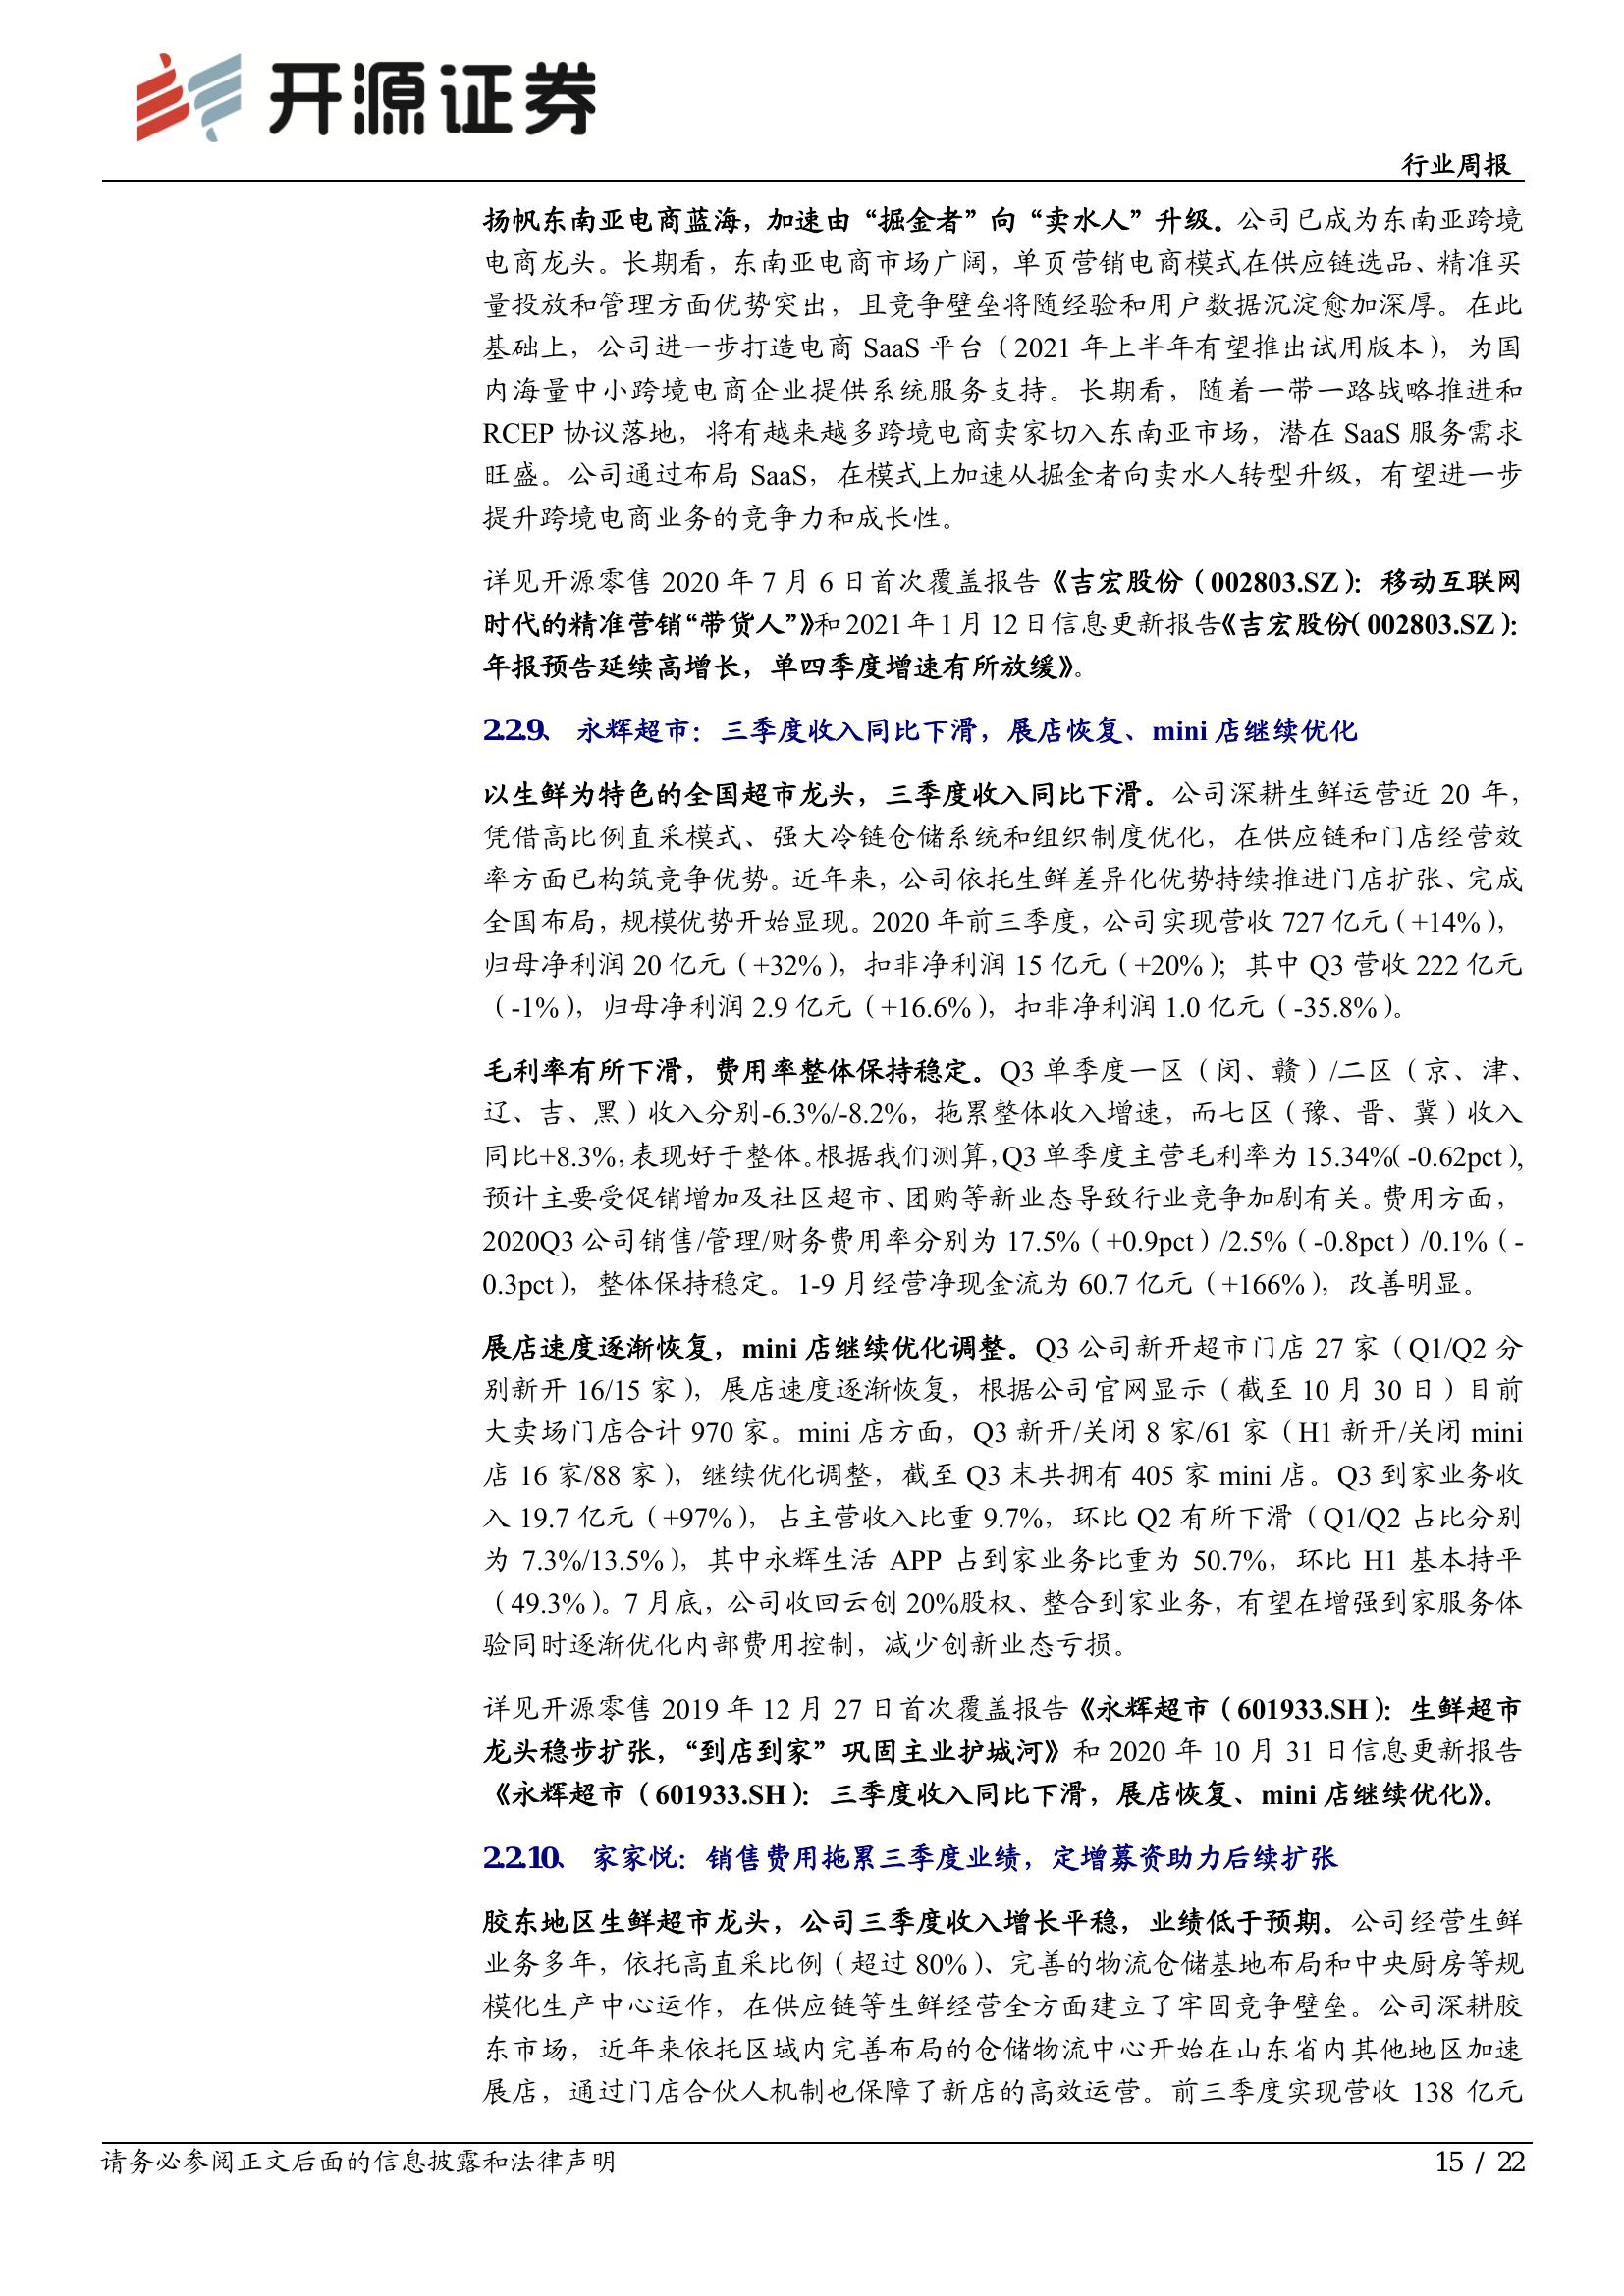 开源证券
行业周报
扬帆东南亚电商蓝海，加速由“掘金者”向“卖水人”升级。公司已成为东南亚跨境
电商龙头。长期看，东南亚电商市场广阔，单页营销电商模式在供应链选品、精准买
量投放和管理方面优势突出，且竞争壁垒将随经验和用户数据沉淀愈加深厚。在此
基础上，公司进一步打造电商 SaaS 平台（2021 年上半年有望推出试用版本），为国
内海量中小跨境电商企业提供系统服务支持。长期看，随着一带一路战略推进和
RCEP 协议落地，将有越来越多跨境电商卖家切入东南亚市场，潜在 SaaS 服务需求
旺盛。公司通过布局 SaaS，在模式上加速从掘金者向卖水人转型升级，有望进一步
提升跨境电商业务的竞争力和成长性。
详见开源零售 2020 年 7 月 6 日首次覆盖报告《吉宏股份（002803.SZ）：移动互联网
时代的精准营销“带货人”》和 2021 年 1 月 12 日信息更新报告《吉宏股份（002803.SZ）：
年报预告延续高增长，单四季度增速有所放缓》。
2.2.9、 永辉超市：三季度收入同比下滑，展店恢复、mini 店继续优化
以生鲜为特色的全国超市龙头，三季度收入同比下滑。公司深耕生鲜运营近 20 年，
凭借高比例直采模式、强大冷链仓储系统和组织制度优化，在供应链和门店经营效
率方面已构筑竞争优势。近年来，公司依托生鲜差异化优势持续推进门店扩张、完成
全国布局，规模优势开始显现。2020 年前三季度，公司实现营收 727 亿元（+14%），
归母净利润 20 亿元（+32%），扣非净利润 15 亿元（+20%）；其中 Q3 营收 222 亿元
（-1%），归母净利润 2.9 亿元（+16.6%），扣非净利润 1.0 亿元（-35.8%）。
毛利率有所下滑，费用率整体保持稳定。Q3 单季度一区（闵、赣）/二区（京、津、
辽、吉、黑）收入分别-6.3%/-8.2%，拖累整体收入增速，而七区（豫、晋、冀）收入
同比+8.3%，表现好于整体。根据我们测算，Q3 单季度主营毛利率为 15.34%（-0.62pct），
预计主要受促销增加及社区超市、团购等新业态导致行业竞争加剧有关。费用方面，
2020Q3 公司销售/管理/财务费用率分别为 17.5%（+0.9pct）/2.5%（-0.8pct）/0.1%（-
0.3pct），整体保持稳定。1-9 月经营净现金流为 60.7 亿元（+166%），改善明显。
展店速度逐渐恢复，mini 店继续优化调整。Q3 公司新开超市门店 27 家（Q1/Q2 分
别新开 16/15 家），展店速度逐渐恢复，根据公司官网显示（截至 10 月 30 日）目前
大卖场门店合计 970 家。mini 店方面，Q3 新开/关闭 8 家/61 家（H1 新开/关闭 mini
店 16 家/88 家），继续优化调整，截至 Q3 末共拥有 405 家 mini 店。Q3 到家业务收
入 19.7 亿元（+97%），占主营收入比重 9.7%，环比 Q2 有所下滑（Q1/Q2 占比分别
为 7.3%/13.5%），其中永辉生活 APP 占到家业务比重为 50.7%，环比 H1 基本持平
（49.3%）。7 月底，公司收回云创 20%股权、整合到家业务，有望在增强到家服务体
验同时逐渐优化内部费用控制，减少创新业态亏损。
详见开源零售 2019 年 12 月 27 日首次覆盖报告《永辉超市（601933.SH）：生鲜超市
龙头稳步扩张，“到店到家”巩固主业护城河》和 2020 年 10 月 31 日信息更新报告
《永辉超市（601933.SH）：三季度收入同比下滑，展店恢复、mini 店继续优化》。
2.2.10、 家家悦：销售费用拖累三季度业绩，定增募资助力后续扩张
胶东地区生鲜超市龙头，公司三季度收入增长平稳，业绩低于预期。公司经营生鲜
业务多年，依托高直采比例（超过 80%）、完善的物流仓储基地布局和中央厨房等规
模化生产中心运作，在供应链等生鲜经营全方面建立了牢固竞争壁垒。公司深耕胶
东市场，近年来依托区域内完善布局的仓储物流中心开始在山东省内其他地区加速
展店，通过门店合伙人机制也保障了新店的高效运营。前三季度实现营收 138 亿元
请务必参阅正文后面的信息披露和法律声明
15 / 22